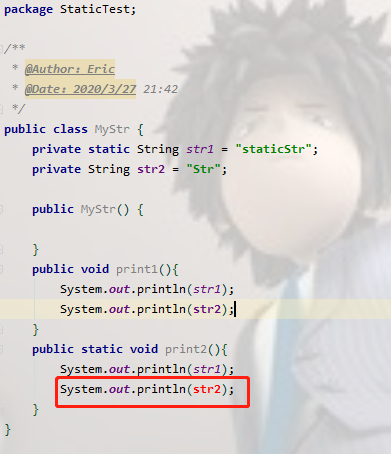 package StaticTest;
/**
 * @Author: Eric
 * @Date: 2020/3/27 21:42
 */
public class MyStr {
    private static String str1 = "staticStr";
    private String str2 = "Str";
    public MyStr() {
    }
    public void print1(){
        System.out.println(str1);
        System.out.println(str2);
    }
    public static void print2(){
        System.out.println(str1);
        System.out.println(str2);
    }
}